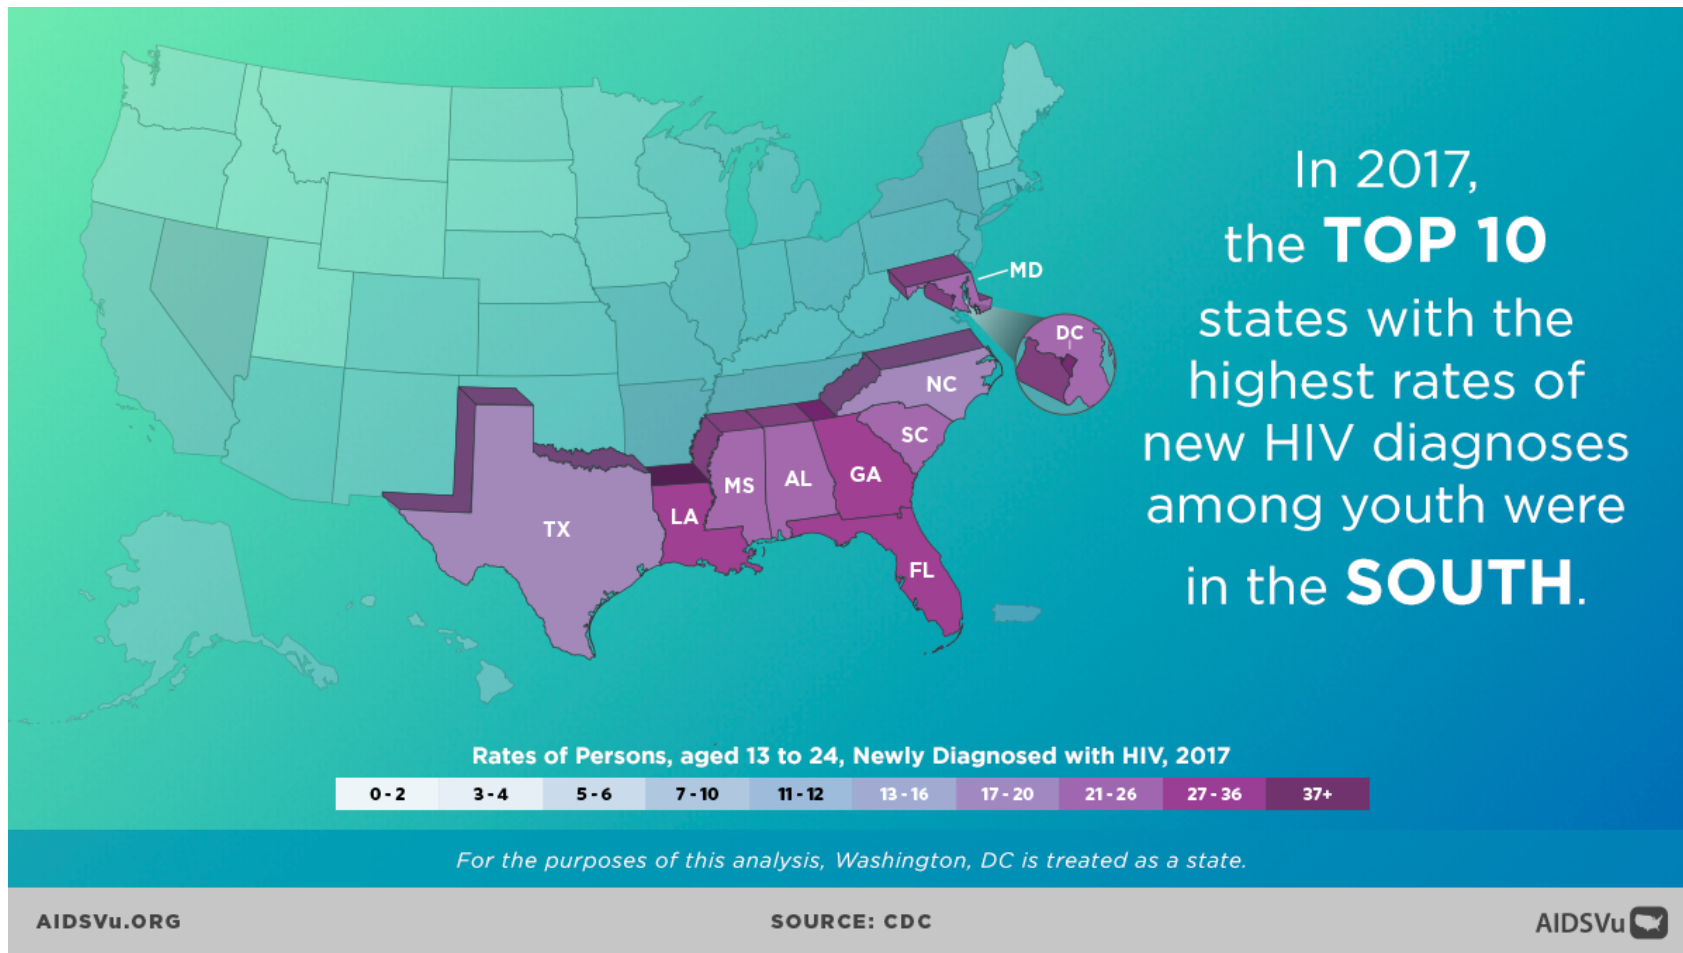 In 2017,
the TOP 10
states with the
highest rates of
new HIV diagnoses
among youth were
in the SOUTH.
MD
DC
NC
SC
MS
AL
GA
LA
TX
FL
Rates of Persons, aged 13 to 24, Newly Diagnosed with HIV, 2017
0 - 2 3 - 4 5 - 6 7 - 10 11 - 12 13 - 16 17 - 20 21 - 26 27 - 36 37+
For the purposes of this analysis, Washington, DC is treated as a state.
AIDSVu.ORG SOURCE: CDC AIDSVu